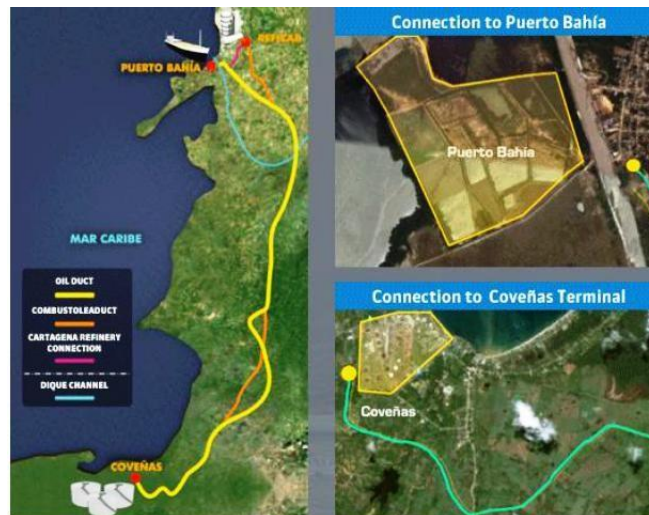 REFICAR
PUERTO BAHÍA
MAR CARIBE
OIL DUCT
COMBUSTOLEADUCT
CARTAGENA REFINERY
CONNECTION
DIQUE CHANNEL
COVEÑAS
Connection to Puerto Bahía
Puerto Bahía
Connection to Coveñas Terminal
Coveñas